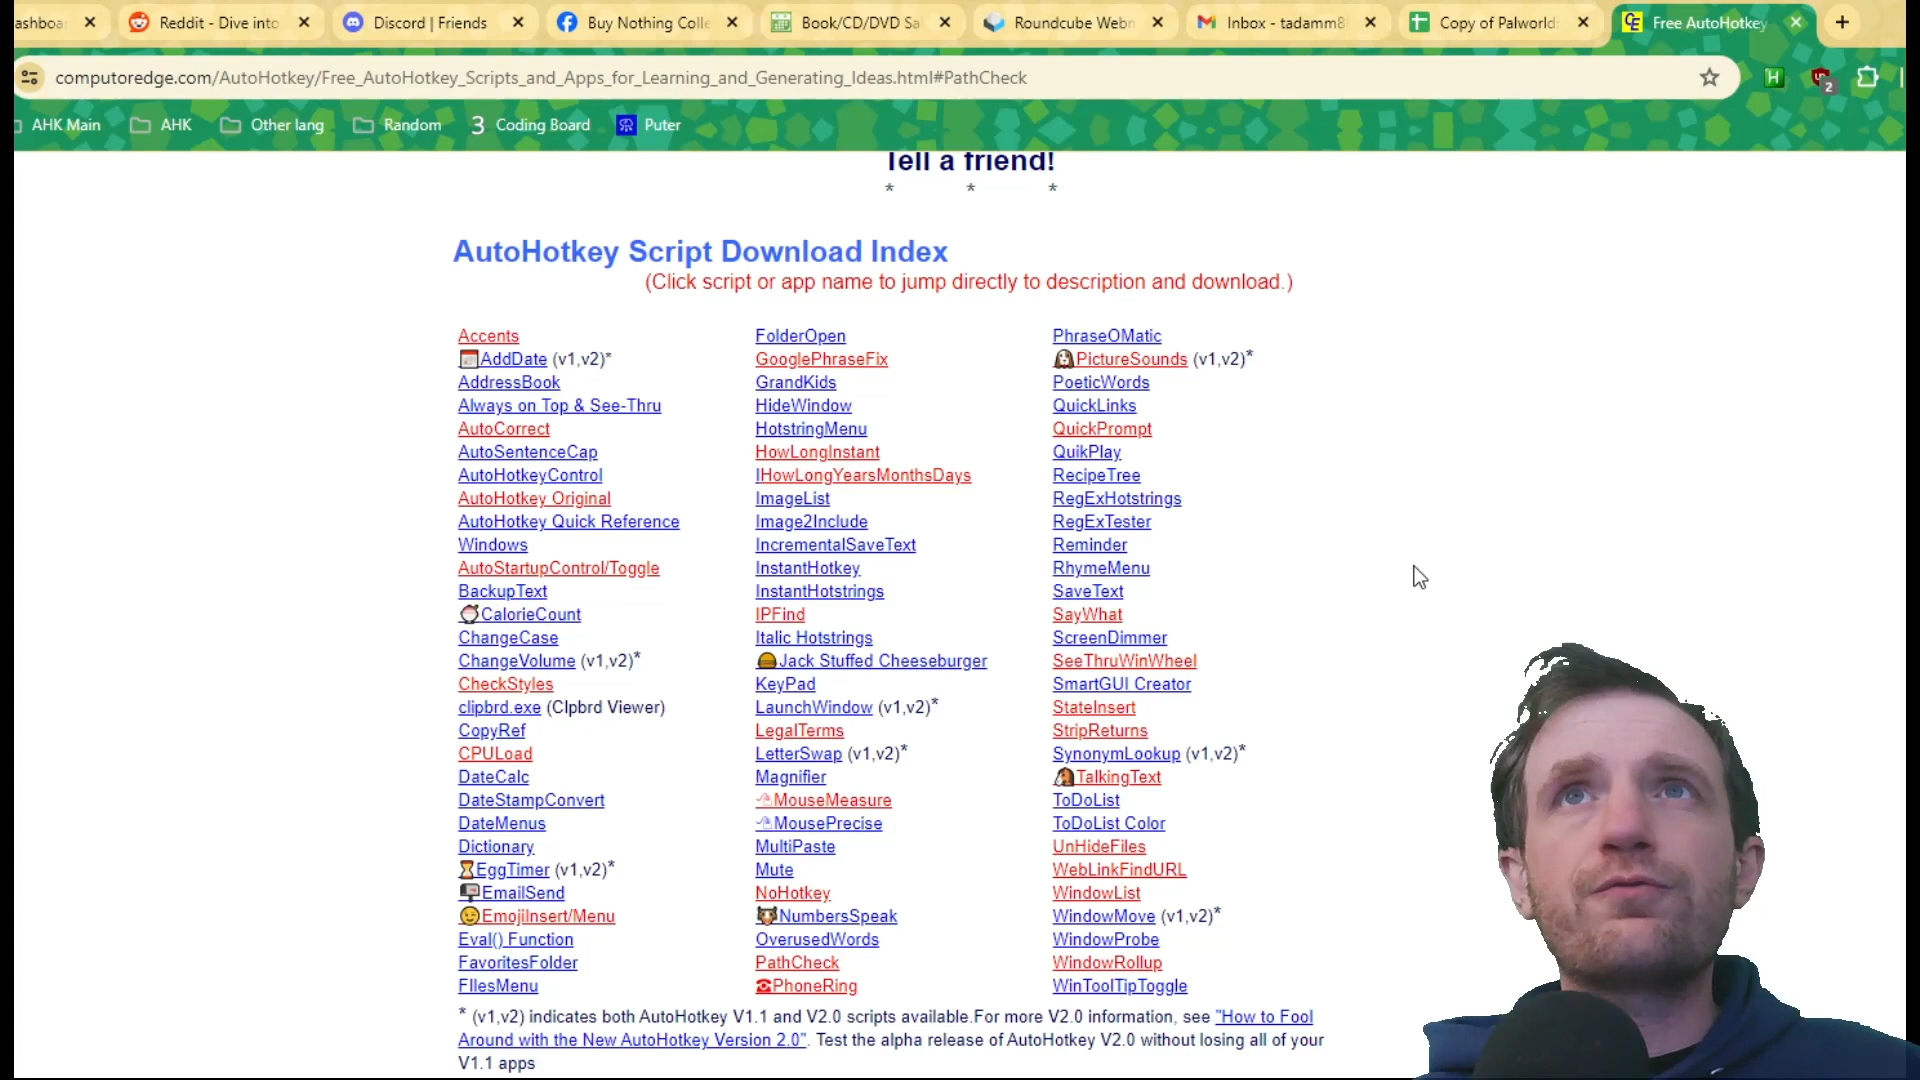 ashboar
Reddit - Dive into
Discord | Friends
Buy Nothing Colle
Book/CD/DVD Sa
Roundcube Webm
Inbox - tadamm8
Copy of Palworld:
Free AutoHotkey
computoredge.com/AutoHotkey/Free_AutoHotkey_Scripts_and_Apps_for_Learning_and_Generating_Ideas.html#PathCheck
2
AHK Main
AHK
Other lang
Random
3 Coding Board
Puter
Tell a friend!
* * *
AutoHotkey Script Download Index
(Click script or app name to jump directly to description and download.)
Accents
AddDate (v1,v2)*
AddressBook
Always on Top & See-Thru
AutoCorrect
AutoSentenceCap
AutoHotkeyControl
AutoHotkey Original
AutoHotkey Quick Reference
Windows
AutoStartupControl/Toggle
BackupText
CalorieCount
ChangeCase
ChangeVolume (v1,v2)*
CheckStyles
clipbrd.exe (Clpbrd Viewer)
CopyRef
CPULoad
DateCalc
DateStampConvert
DateMenus
Dictionary
EggTimer (v1,v2)*
EmailSend
EmojiInsert/Menu
Eval() Function
FavoritesFolder
FIlesMenu
FolderOpen
GooglePhraseFix
GrandKids
HideWindow
HotstringMenu
HowLongInstant
IHowLongYearsMonthsDays
ImageList
Image2Include
IncrementalSaveText
InstantHotkey
InstantHotstrings
IPFind
Italic Hotstrings
Jack Stuffed Cheeseburger
KeyPad
LaunchWindow (v1,v2)*
LegalTerms
LetterSwap (v1,v2)*
Magnifier
MouseMeasure
MousePrecise
MultiPaste
Mute
NoHotkey
NumbersSpeak
OverusedWords
PathCheck
PhoneRing
PhraseOMatic
PictureSounds (v1,v2)*
PoeticWords
QuickLinks
QuickPrompt
QuikPlay
RecipeTree
RegExHotstrings
RegExTester
Reminder
RhymeMenu
SaveText
SayWhat
ScreenDimmer
SeeThruWinWheel
SmartGUI Creator
StateInsert
StripReturns
SynonymLookup (v1,v2)*
TalkingText
ToDoList
ToDoList Color
UnHideFiles
WebLinkFindURL
WindowList
WindowMove (v1,v2)*
WindowProbe
WindowRollup
WinToolTipToggle
* (v1,v2) indicates both AutoHotkey V1.1 and V2.0 scripts available.For more V2.0 information, see "How to Fool
Around with the New AutoHotkey Version 2.0". Test the alpha release of AutoHotkey V2.0 without losing all of your
V1.1 apps